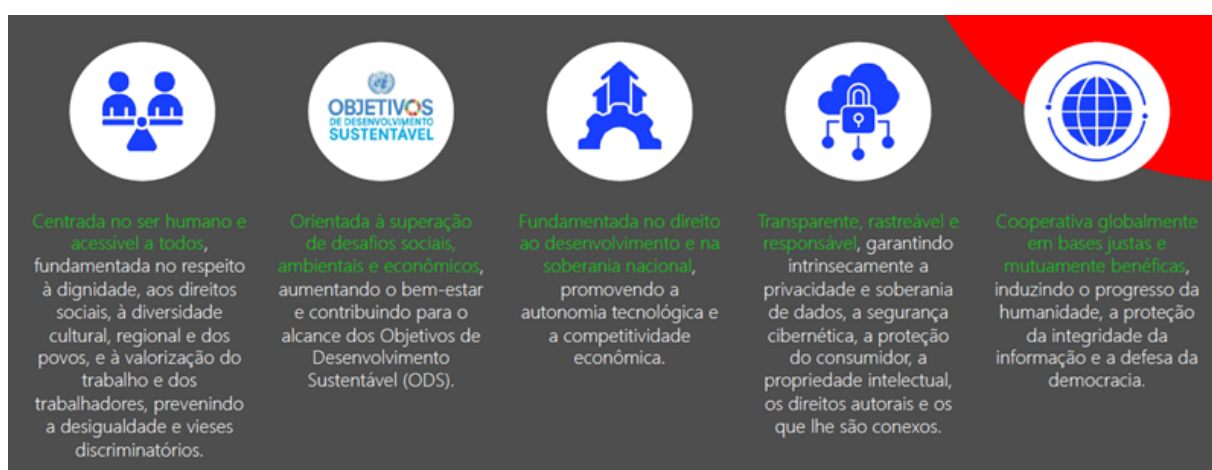 OBJETIVOS
DE DESENVOLVIMENTO
SUSTENTÁVEL
Centrada no ser humano e
acessível a todos,
fundamentada no respeito
à dignidade, aos direitos
sociais, à diversidade
cultural, regional e dos
povos, e à valorização do
trabalho e dos
trabalhadores, prevenindo
a desigualdade e vieses
discriminatórios.
Orientada à superação
de desafios sociais,
ambientais e econômicos,
aumentando o bem-estar
e contribuindo para o
alcance dos Objetivos de
Desenvolvimento
Sustentável (ODS).
Fundamentada no direito
ao desenvolvimento e na
soberania nacional,
promovendo a
autonomia tecnológica e
a competitividade
econômica.
Transparente, rastreável e
responsável, garantindo
intrinsecamente a
privacidade e soberania
de dados, a segurança
cibernética, a proteção
do consumidor, a
propriedade intelectual,
os direitos autorais e os
que lhe são conexos.
Cooperativa globalmente
em bases justas e
mutuamente benéficas,
induzindo o progresso da
humanidade, a proteção
da integridade da
informação e a defesa da
democracia.